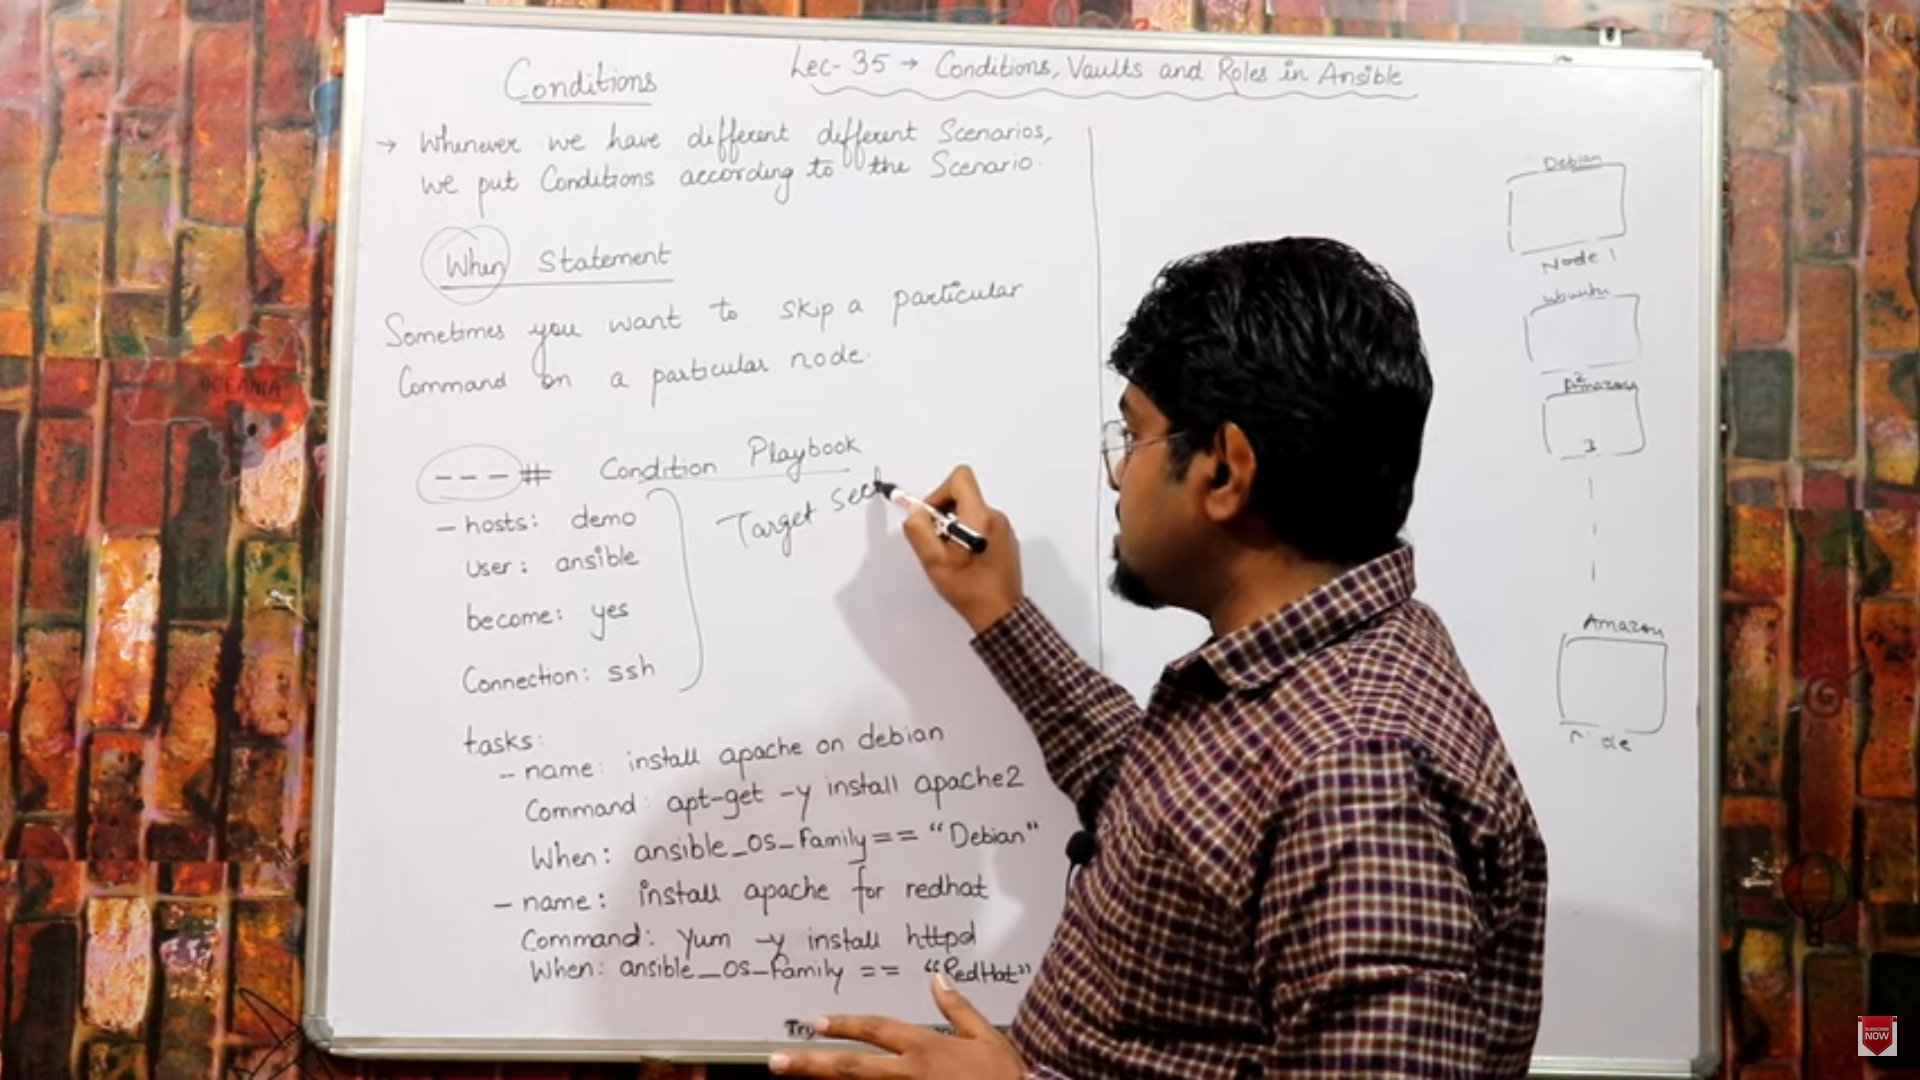 Lec-35 → Conditions, Vaults and Roles in Ansible
Conditions
→ Whenever we have different different Scenarios,
we put Conditions according to the Scenario.
When Statement
Sometimes you want to skip a particular
Command on a particular node.
--- # Condition Playbook
- hosts: demo
user: ansible
become: yes
Connection: ssh
Target Sect
tasks:
- name: install apache on debian
Command: apt-get -y install apache2
When: ansible_os_family == "Debian"
- name: install apache for redhat
Command: yum -y install httpd
When: ansible_os_family == "RedHat"
Debian
Node 1
ubuntu
2
Amazon
3
Amazon
Try
OCEANIA
SUBSCRIBE
NOW